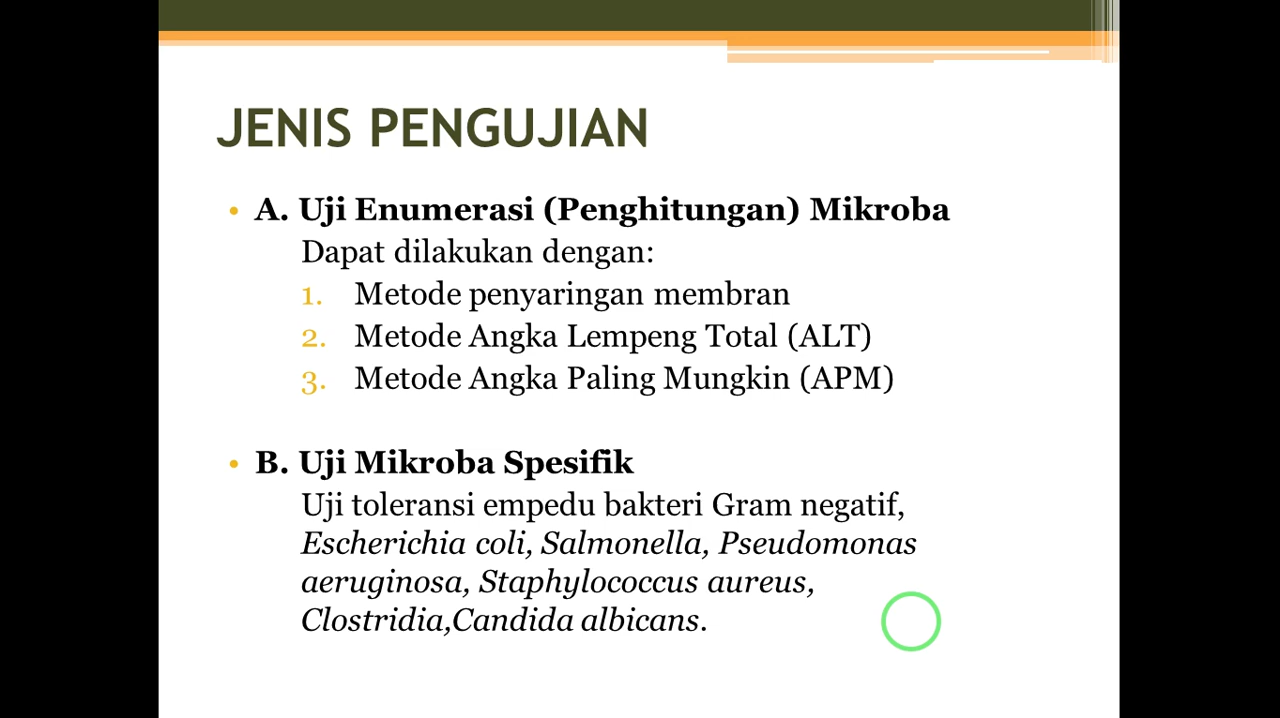 JENIS PENGUJIAN
• A. Uji Enumerasi (Penghitungan) Mikroba
Dapat dilakukan dengan:
1. Metode penyaringan membran
2. Metode Angka Lempeng Total (ALT)
3. Metode Angka Paling Mungkin (APM)
• B. Uji Mikroba Spesifik
Uji toleransi empedu bakteri Gram negatif,
Escherichia coli, Salmonella, Pseudomonas
aeruginosa, Staphylococcus aureus,
Clostridia,Candida albicans.